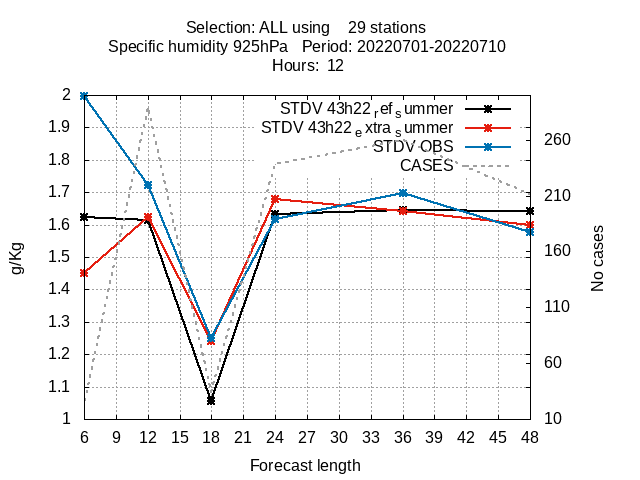 Selection: ALL using 29 stations
Specific humidity 925hPa Period: 20220701-20220710
Hours: 12
STDV 43h22refsummer
STDV 43h22extrasummer
STDV OBS
CASES
2
1.9
1.8
1.7
1.6
1.5
1.4
1.3
1.2
1.1
1
g/Kg
260
210
160
110
60
10
No cases
6 9 12 15 18 21 24 27 30 33 36 39 42 45 48
Forecast length